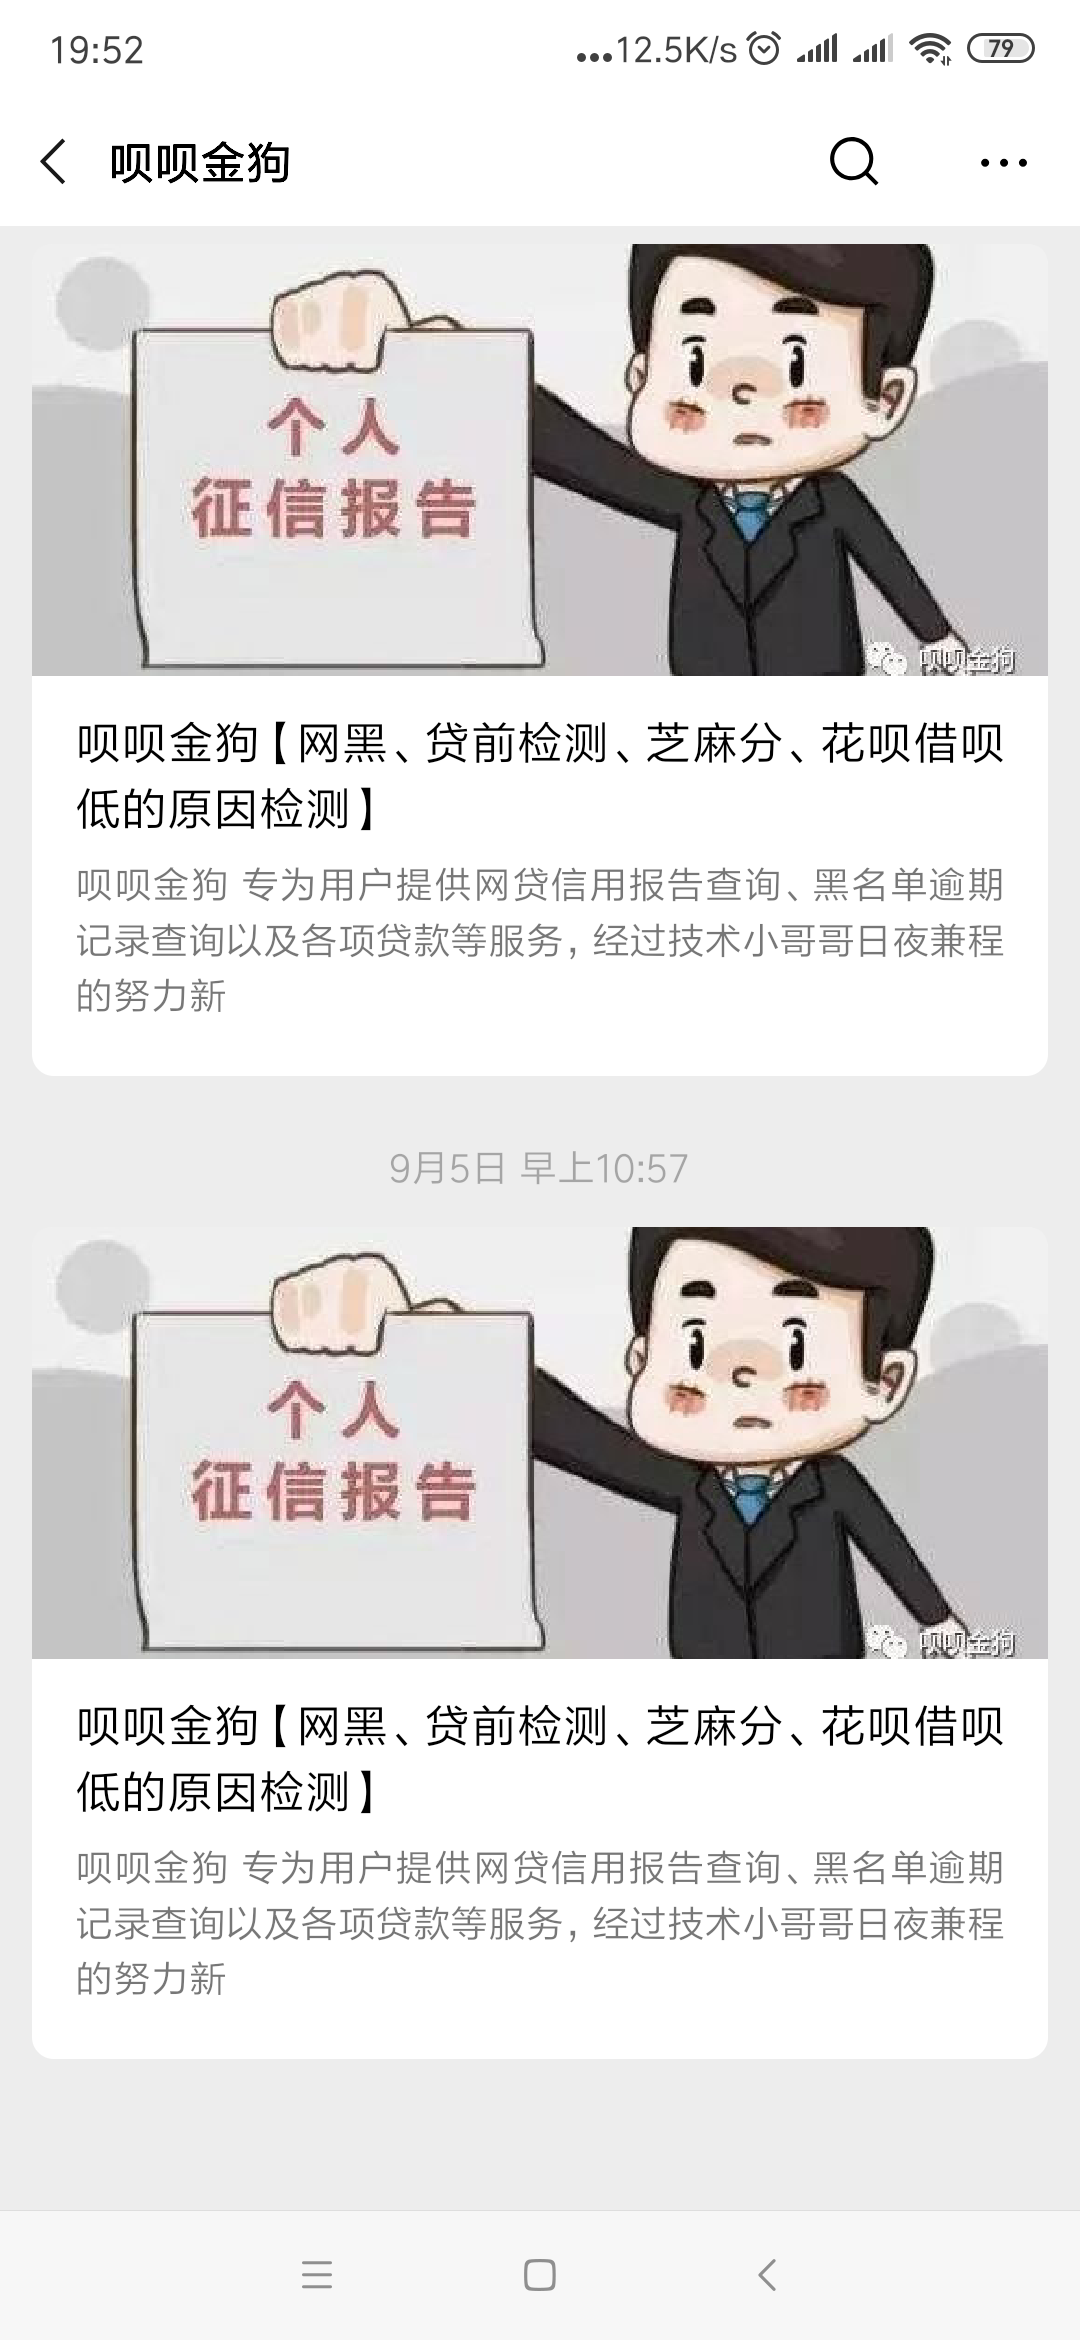 19:52
...12.5K/s
79
呗呗金狗
个人
征信报告
呗呗金狗
呗呗金狗【网黑、贷前检测、芝麻分、花呗借呗
低的原因检测】
呗呗金狗 专为用户提供网贷信用报告查询、黑名单逾期
记录查询以及各项贷款等服务，经过技术小哥哥日夜兼程
的努力新
9月5日 早上10:57
个人
征信报告
呗呗金狗
呗呗金狗【网黑、贷前检测、芝麻分、花呗借呗
低的原因检测】
呗呗金狗 专为用户提供网贷信用报告查询、黑名单逾期
记录查询以及各项贷款等服务，经过技术小哥哥日夜兼程
的努力新